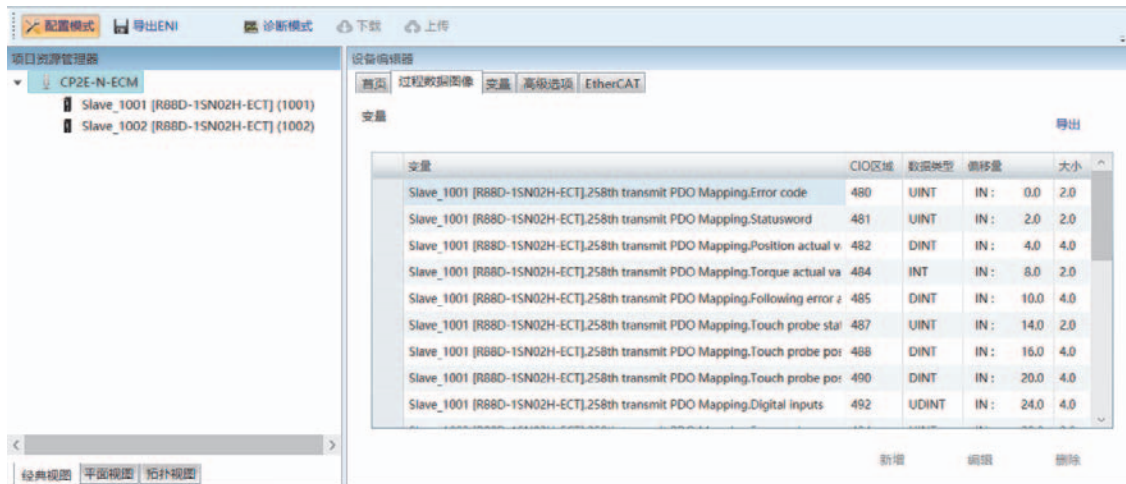 配置模式 导出ENI 诊断模式 下载 上传
项目资源管理器
CP2E-N-ECM
Slave_1001 [R88D-1SN02H-ECT] (1001)
Slave_1002 [R88D-1SN02H-ECT] (1002)
经典视图 平面视图 拓扑视图
设备编辑器
首页 过程数据图像 变量 高级选项 EtherCAT
变量
导出
变量 CIO区域 数据类型 偏移量 大小
Slave_1001 [R88D-1SN02H-ECT].258th transmit PDO Mapping.Error code 480 UINT IN : 0.0 2.0
Slave_1001 [R88D-1SN02H-ECT].258th transmit PDO Mapping.Statusword 481 UINT IN : 2.0 2.0
Slave_1001 [R88D-1SN02H-ECT].258th transmit PDO Mapping.Position actual v 482 DINT IN : 4.0 4.0
Slave_1001 [R88D-1SN02H-ECT].258th transmit PDO Mapping.Torque actual va 484 INT IN : 8.0 2.0
Slave_1001 [R88D-1SN02H-ECT].258th transmit PDO Mapping.Following error a 485 DINT IN : 10.0 4.0
Slave_1001 [R88D-1SN02H-ECT].258th transmit PDO Mapping.Touch probe stat 487 UINT IN : 14.0 2.0
Slave_1001 [R88D-1SN02H-ECT].258th transmit PDO Mapping.Touch probe pos 488 DINT IN : 16.0 4.0
Slave_1001 [R88D-1SN02H-ECT].258th transmit PDO Mapping.Touch probe pos 490 DINT IN : 20.0 4.0
Slave_1001 [R88D-1SN02H-ECT].258th transmit PDO Mapping.Digital inputs 492 UDINT IN : 24.0 4.0
新增 编辑 删除